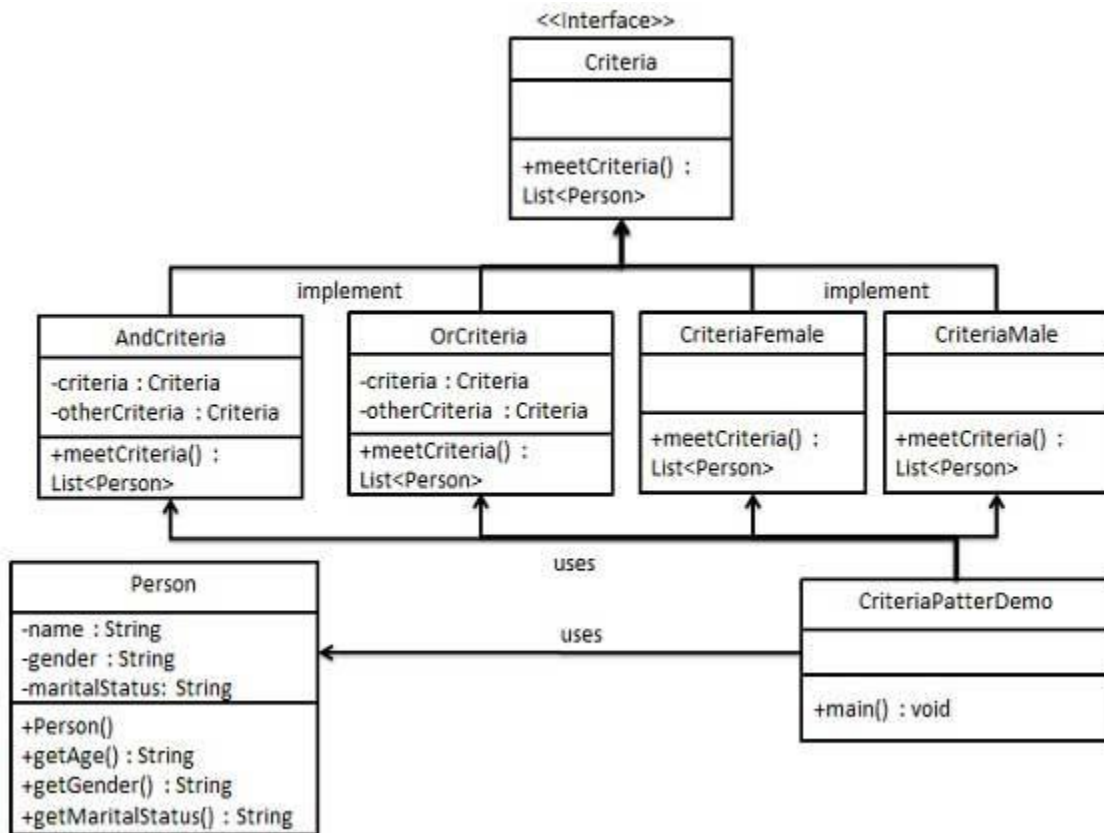 <<Interface>>
Criteria
+meetCriteria() :
List<Person>
implement
implement
AndCriteria
-criteria : Criteria
-otherCriteria : Criteria
+meetCriteria() :
List<Person>
OrCriteria
-criteria : Criteria
-otherCriteria : Criteria
+meetCriteria() :
List<Person>
CriteriaFemale
+meetCriteria() :
List<Person>
CriteriaMale
+meetCriteria() :
List<Person>
uses
Person
-name : String
-gender : String
-maritalStatus: String
+Person()
+getAge() : String
+getGender() : String
+getMaritalStatus() : String
uses
CriteriaPatterDemo
+main() : void